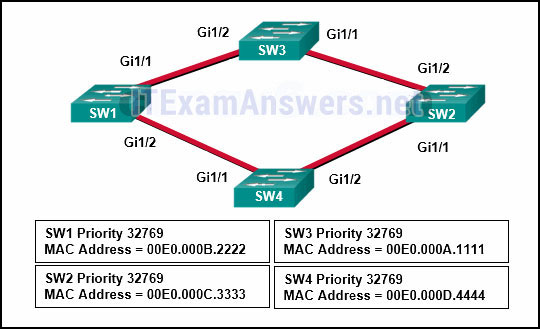 Gi1/2
Gi1/1
SW3
Gi1/1
Gi1/2
ITExamAnswers.net
SW1
SW2
Gi1/2
Gi1/1
Gi1/1
Gi1/2
SW4
SW1 Priority 32769
MAC Address = 00E0.000B.2222
SW3 Priority 32769
MAC Address = 00E0.000A.1111
SW2 Priority 32769
MAC Address = 00E0.000C.3333
SW4 Priority 32769
MAC Address = 00E0.000D.4444